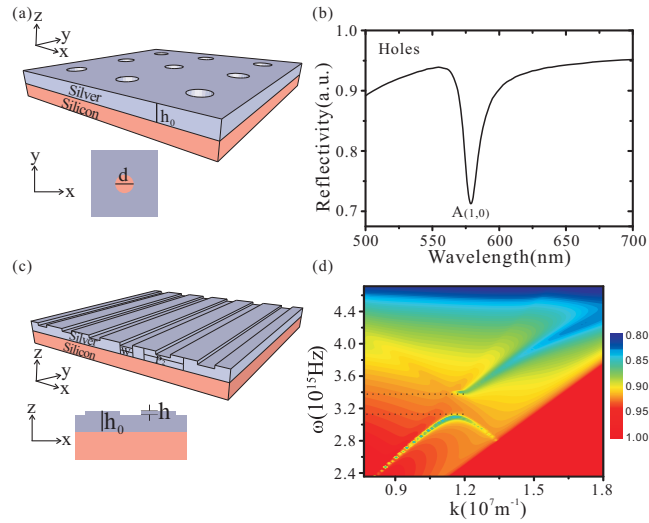 (a)
z
y
x
Silver
Silicon
h0
y
x
d
(b)
Holes
Reflectivity(a.u.)
1.0
0.9
0.8
0.7
A(1,0)
500 550 600 650 700
Wavelength(nm)
(c)
Silver
Silicon
W
z
y
x
z
x
h0
h
(d)
ω(10^15Hz)
4.4
3.8
3.6
3.0
2.4
0.9 1.2 1.5 1.8
k(10^7m^-1)
0.80
0.85
0.90
0.95
1.00